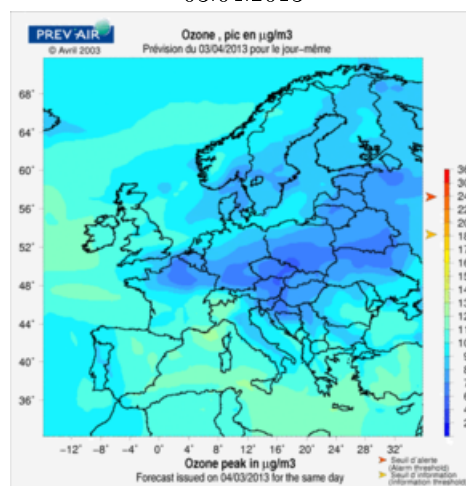 PREV'AIR
© Avril 2003
Ozone , pic en µg/m3
Prévision du 03/04/2013 pour le jour−même
68°
64°
60°
56°
52°
48°
44°
40°
36°
−12° −8° −4° 0° 4° 8° 12° 16° 20° 24° 28° 32°
Ozone peak in µg/m3
Forecast issued on 04/03/2013 for the same day
Seuil d'alerte
(Alarm threshold)
Seuil d'information
(Information threshold)